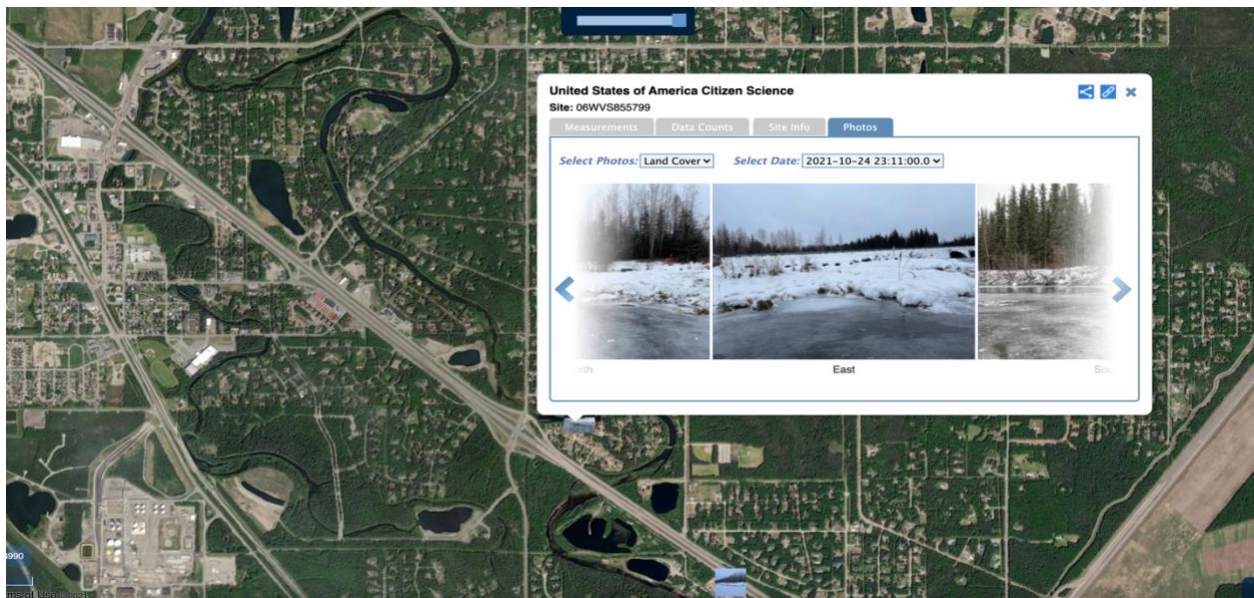 United States of America Citizen Science
Site: 06WVS855799
Measurements Data Counts Site Info Photos
Select Photos: Land Cover Select Date: 2021-10-24 23:11:00.0
East